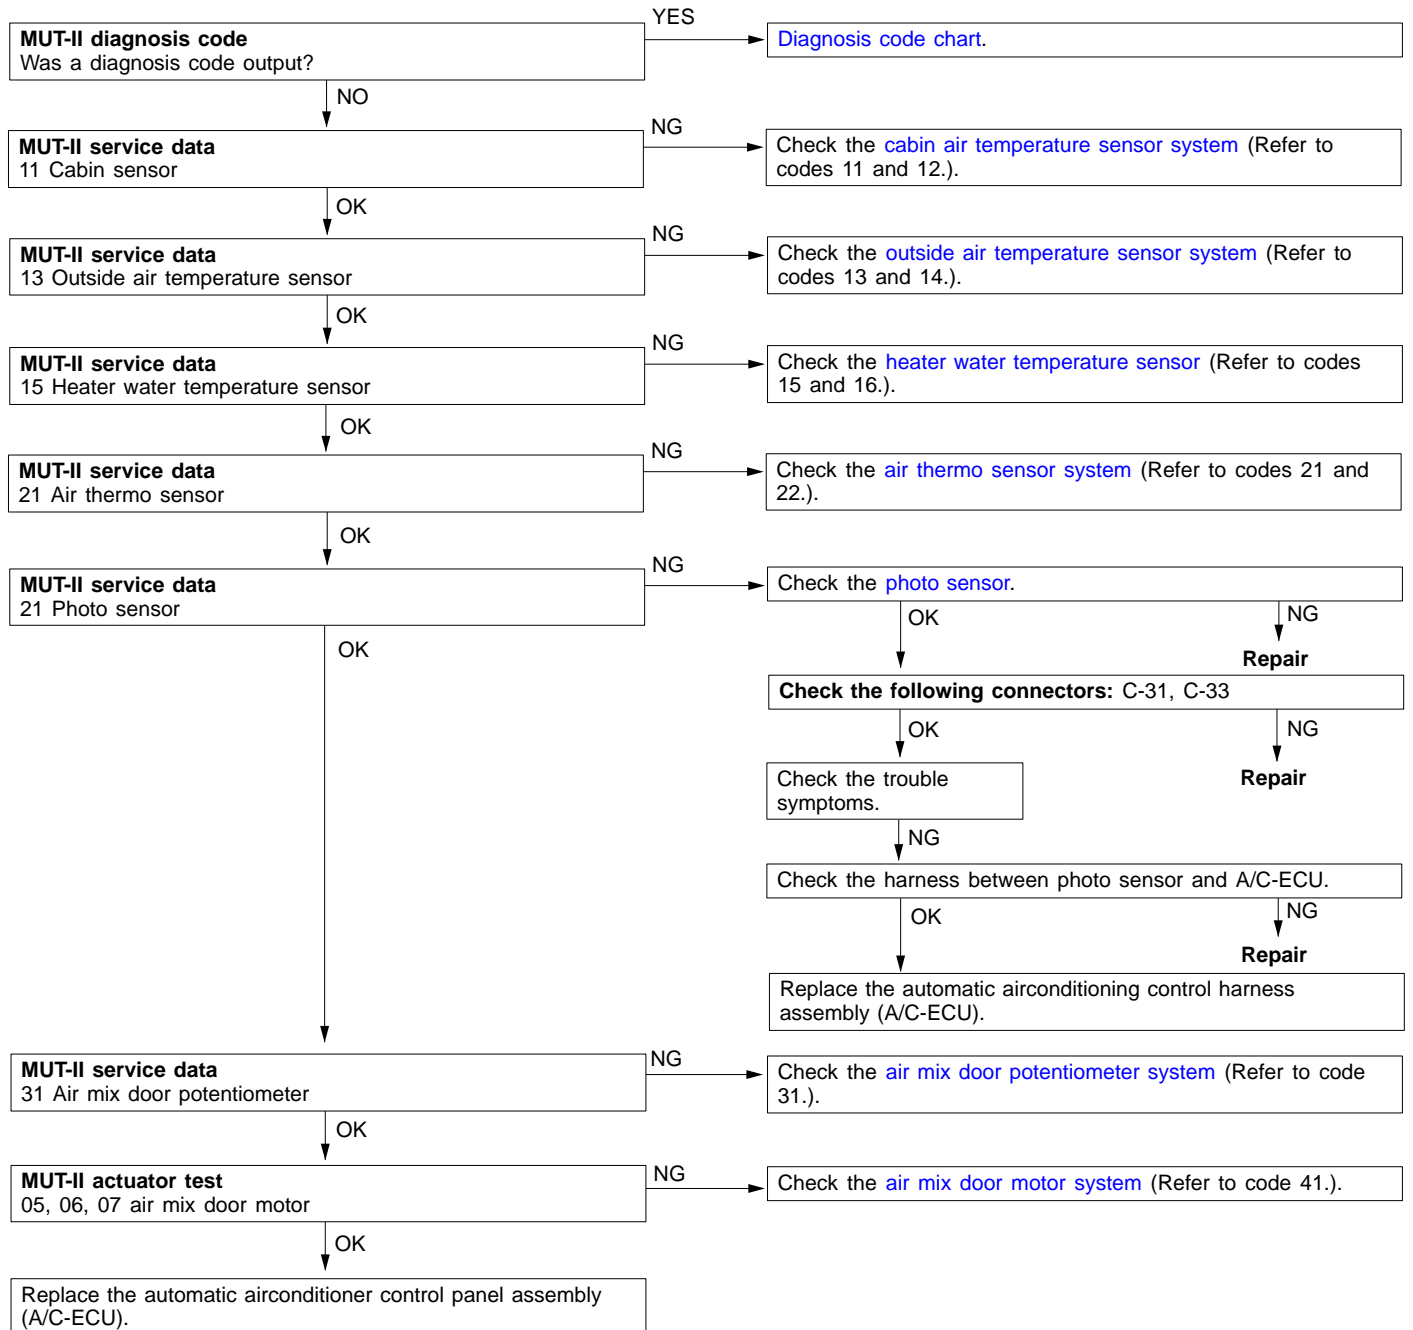 YES
MUT-II diagnosis code
Was a diagnosis code output?
Diagnosis code chart.
NO
NG
MUT-II service data
11 Cabin sensor
Check the cabin air temperature sensor system (Refer to
codes 11 and 12.).
OK
NG
MUT-II service data
13 Outside air temperature sensor
Check the outside air temperature sensor system (Refer to
codes 13 and 14.).
OK
NG
MUT-II service data
15 Heater water temperature sensor
Check the heater water temperature sensor (Refer to codes
15 and 16.).
OK
NG
MUT-II service data
21 Air thermo sensor
Check the air thermo sensor system (Refer to codes 21 and
22.).
OK
NG
MUT-II service data
21 Photo sensor
Check the photo sensor.
OK
NG
OK
Repair
Check the following connectors: C-31, C-33
OK
NG
Check the trouble
symptoms.
Repair
NG
Check the harness between photo sensor and A/C-ECU.
OK
NG
Repair
Replace the automatic airconditioning control harness
assembly (A/C-ECU).
NG
MUT-II service data
31 Air mix door potentiometer
Check the air mix door potentiometer system (Refer to code
31.).
OK
NG
MUT-II actuator test
05, 06, 07 air mix door motor
Check the air mix door motor system (Refer to code 41.).
OK
Replace the automatic airconditioner control panel assembly
(A/C-ECU).